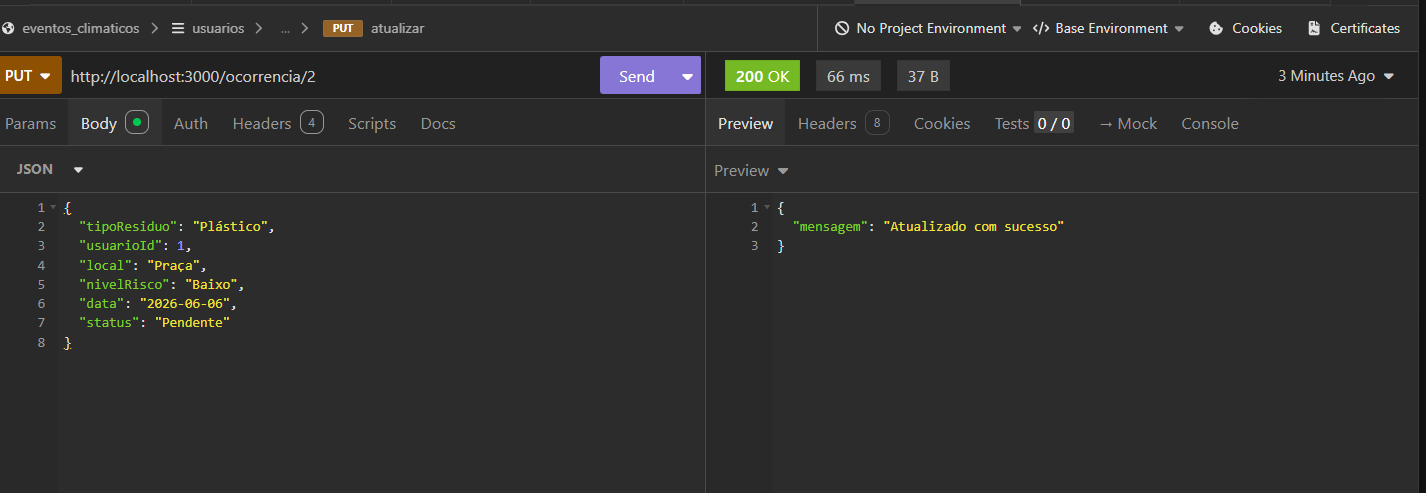 eventos_climaticos > usuarios > ... > PUT atualizar
No Project Environment Base Environment Cookies Certificates
PUT http://localhost:3000/ocorrencia/2 Send
200 OK 66 ms 37 B 3 Minutes Ago
Params Body Auth Headers 4 Scripts Docs
Preview Headers 8 Cookies Tests 0 / 0 → Mock Console
JSON
Preview
1 {
2 "tipoResiduo": "Plástico",
3 "usuarioId": 1,
4 "local": "Praça",
5 "nivelRisco": "Baixo",
6 "data": "2026-06-06",
7 "status": "Pendente"
8 }
1 {
2 "mensagem": "Atualizado com sucesso"
3 }